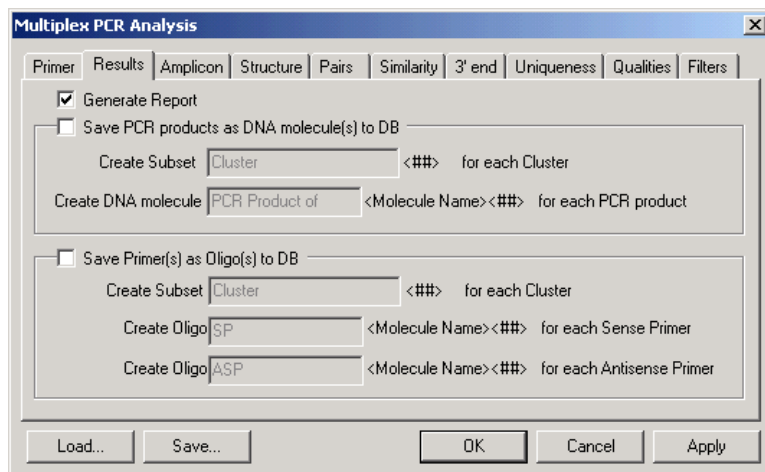 Multiplex PCR Analysis
Primer Results Amplicon Structure Pairs Similarity 3' end Uniqueness Qualities Filters
Generate Report
Save PCR products as DNA molecule(s) to DB
Create Subset Cluster <##> for each Cluster
Create DNA molecule PCR Product of <Molecule Name><##> for each PCR product
Save Primer(s) as Oligo(s) to DB
Create Subset Cluster <##> for each Cluster
Create Oligo SP <Molecule Name><##> for each Sense Primer
Create Oligo ASP <Molecule Name><##> for each Antisense Primer
Load... Save... OK Cancel Apply